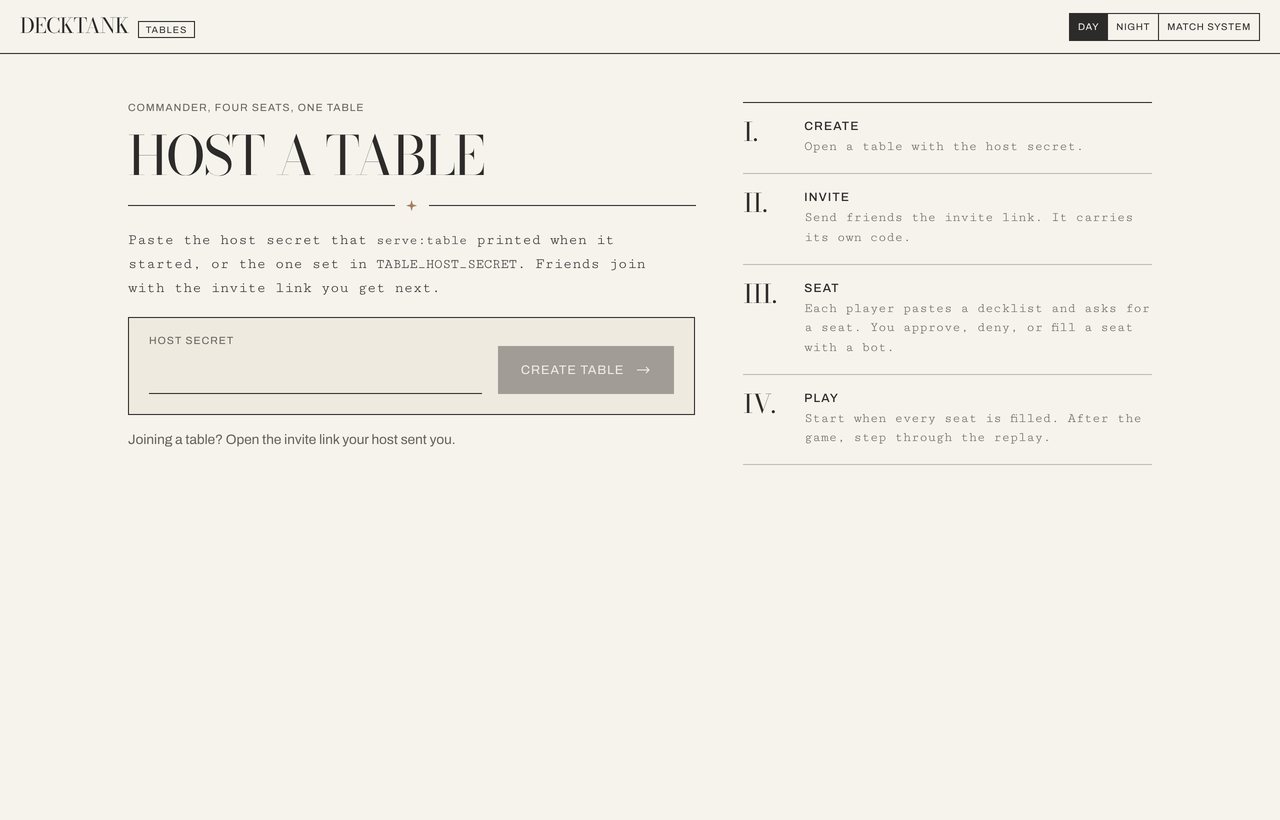 DECKTANK TABLES
DAY NIGHT MATCH SYSTEM
COMMANDER, FOUR SEATS, ONE TABLE
HOST A TABLE
Paste the host secret that serve:table printed when it
started, or the one set in TABLE_HOST_SECRET. Friends join
with the invite link you get next.
HOST SECRET
CREATE TABLE →
Joining a table? Open the invite link your host sent you.
I. CREATE
Open a table with the host secret.
II. INVITE
Send friends the invite link. It carries
its own code.
III. SEAT
Each player pastes a decklist and asks for
a seat. You approve, deny, or fill a seat
with a bot.
IV. PLAY
Start when every seat is filled. After the
game, step through the replay.